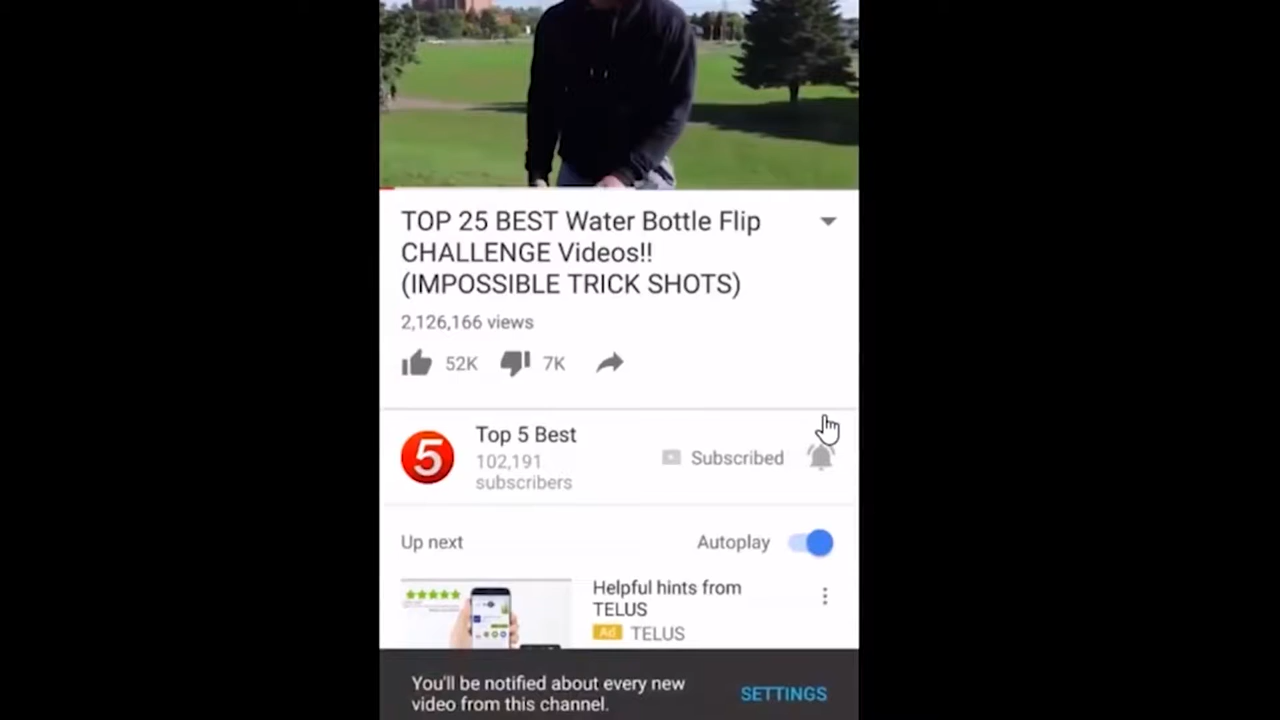 TOP 25 BEST Water Bottle Flip
CHALLENGE Videos!!
(IMPOSSIBLE TRICK SHOTS)
2,126,166 views
52K 7K
5
Top 5 Best
102,191
subscribers
Subscribed
Up next
Autoplay
Helpful hints from
TELUS
Ad TELUS
You'll be notified about every new
video from this channel.
SETTINGS